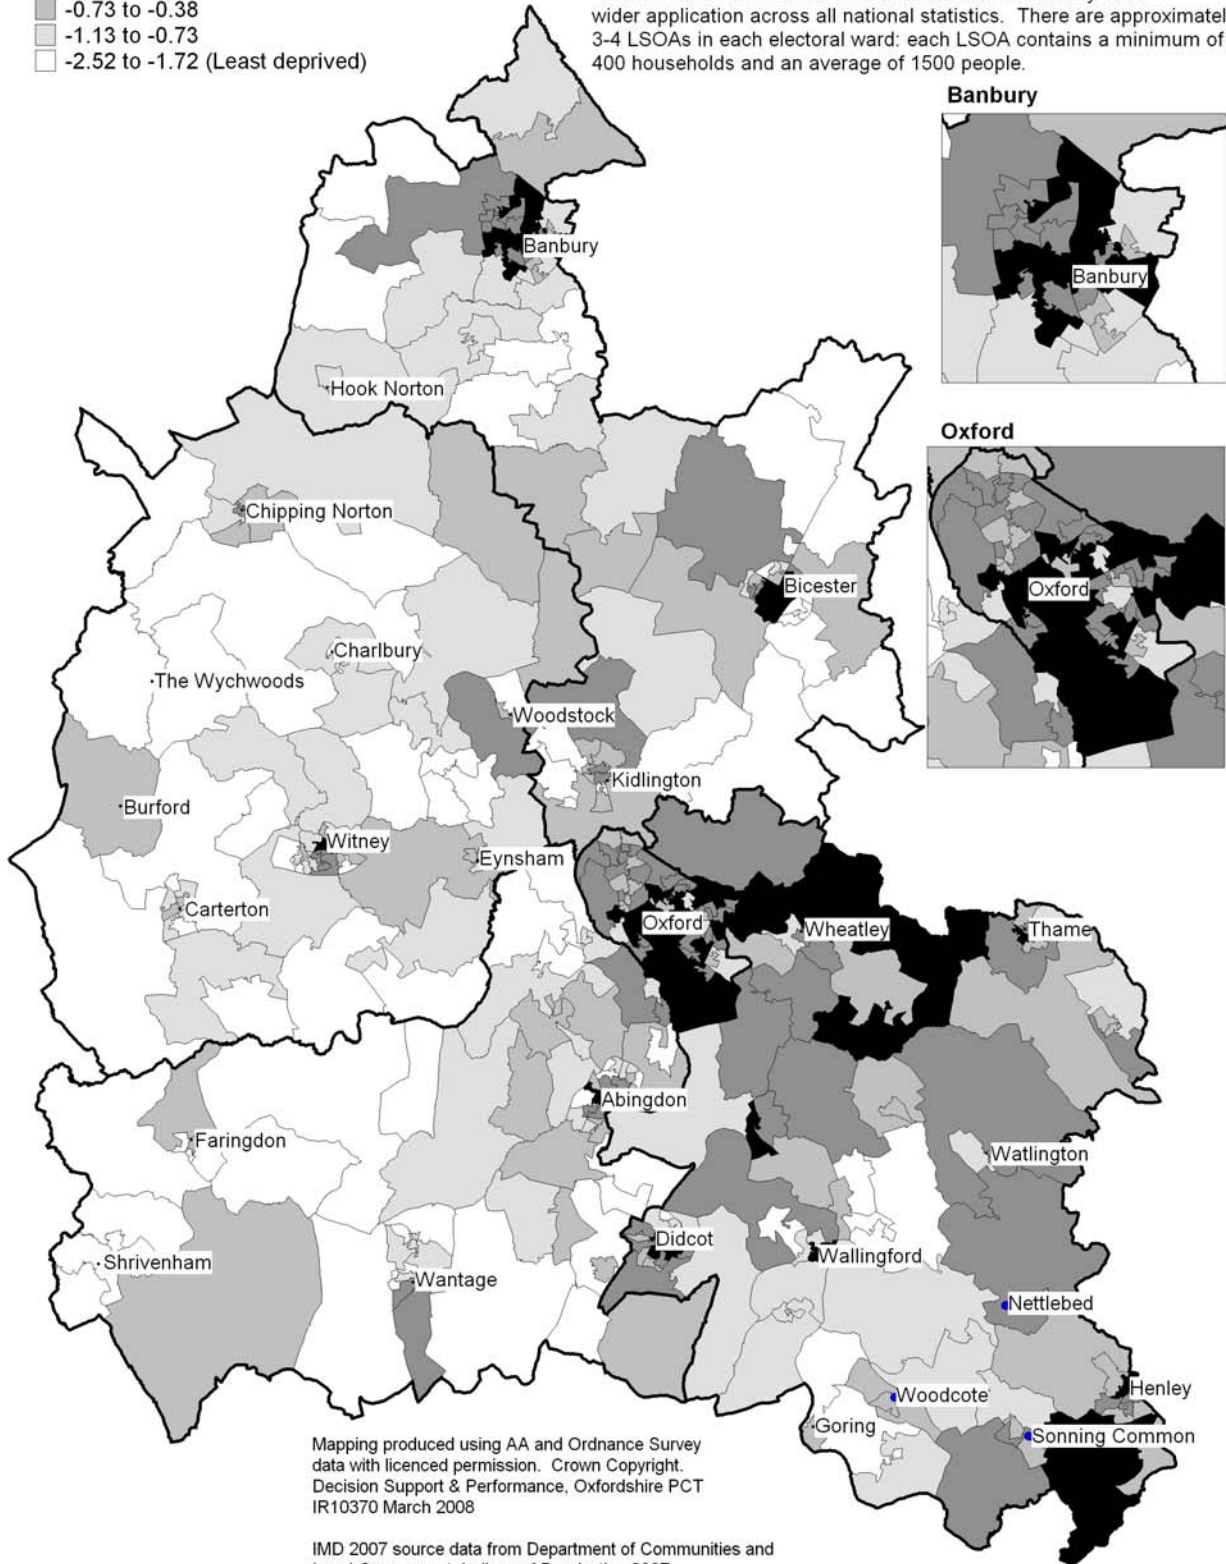 -0.73 to -0.38
-1.13 to -0.73
-2.52 to -1.72 (Least deprived)
wider application across all national statistics. There are approximatel
3-4 LSOAs in each electoral ward: each LSOA contains a minimum of
400 households and an average of 1500 people.
Banbury
Banbury
Banbury
Hook Norton
Oxford
Oxford
Chipping Norton
Bicester
Charlbury
The Wychwoods
Woodstock
Kidlington
Burford
Witney
Eynsham
Carterton
Oxford
Wheatley
Thame
Abingdon
Faringdon
Watlington
Didcot
Wallingford
Shrivenham
Wantage
Nettlebed
Henley
Woodcote
Goring
Sonning Common
Mapping produced using AA and Ordnance Survey
data with licenced permission. Crown Copyright.
Decision Support & Performance, Oxfordshire PCT
IR10370 March 2008
IMD 2007 source data from Department of Communities and